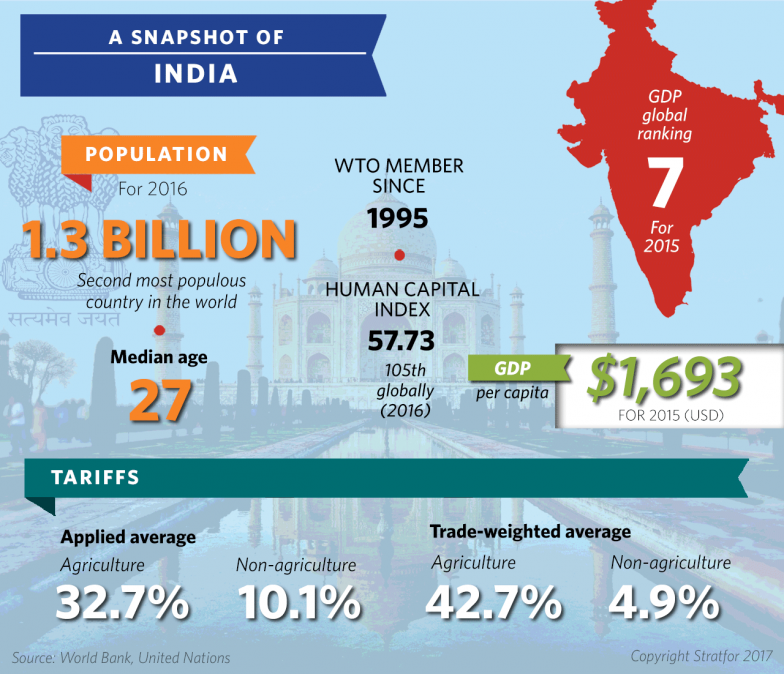 A SNAPSHOT OF
INDIA
POPULATION
For 2016
1.3 BILLION
Second most populous
country in the world
Median age
27
सत्यमेव जयते
WTO MEMBER
SINCE
1995
HUMAN CAPITAL
INDEX
57.73
105th
globally
(2016)
GDP
global
ranking
7
For
2015
GDP
per capita
$1,693
FOR 2015 (USD)
TARIFFS
Applied average
Agriculture
32.7%
Non-agriculture
10.1%
Trade-weighted average
Agriculture
42.7%
Non-agriculture
4.9%
Source: World Bank, United Nations
Copyright Stratfor 2017